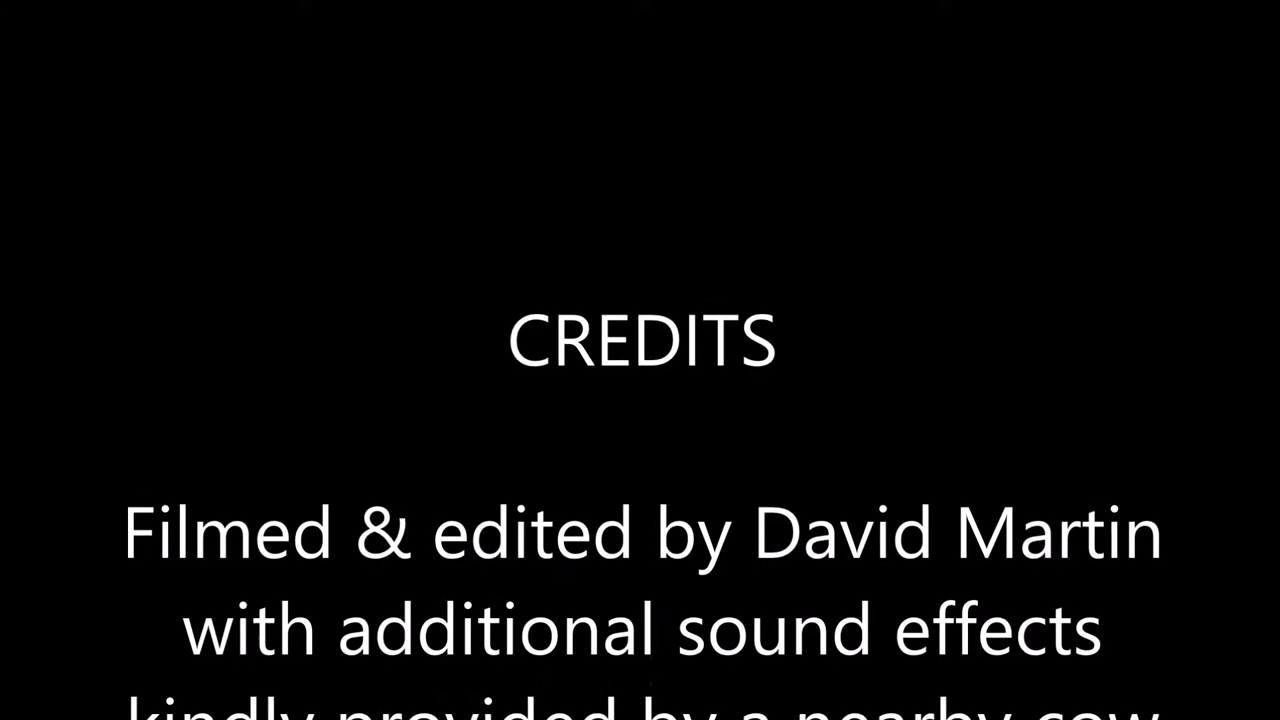 CREDITS
Filmed & edited by David Martin
with additional sound effects
kindly provided by a nearby cow